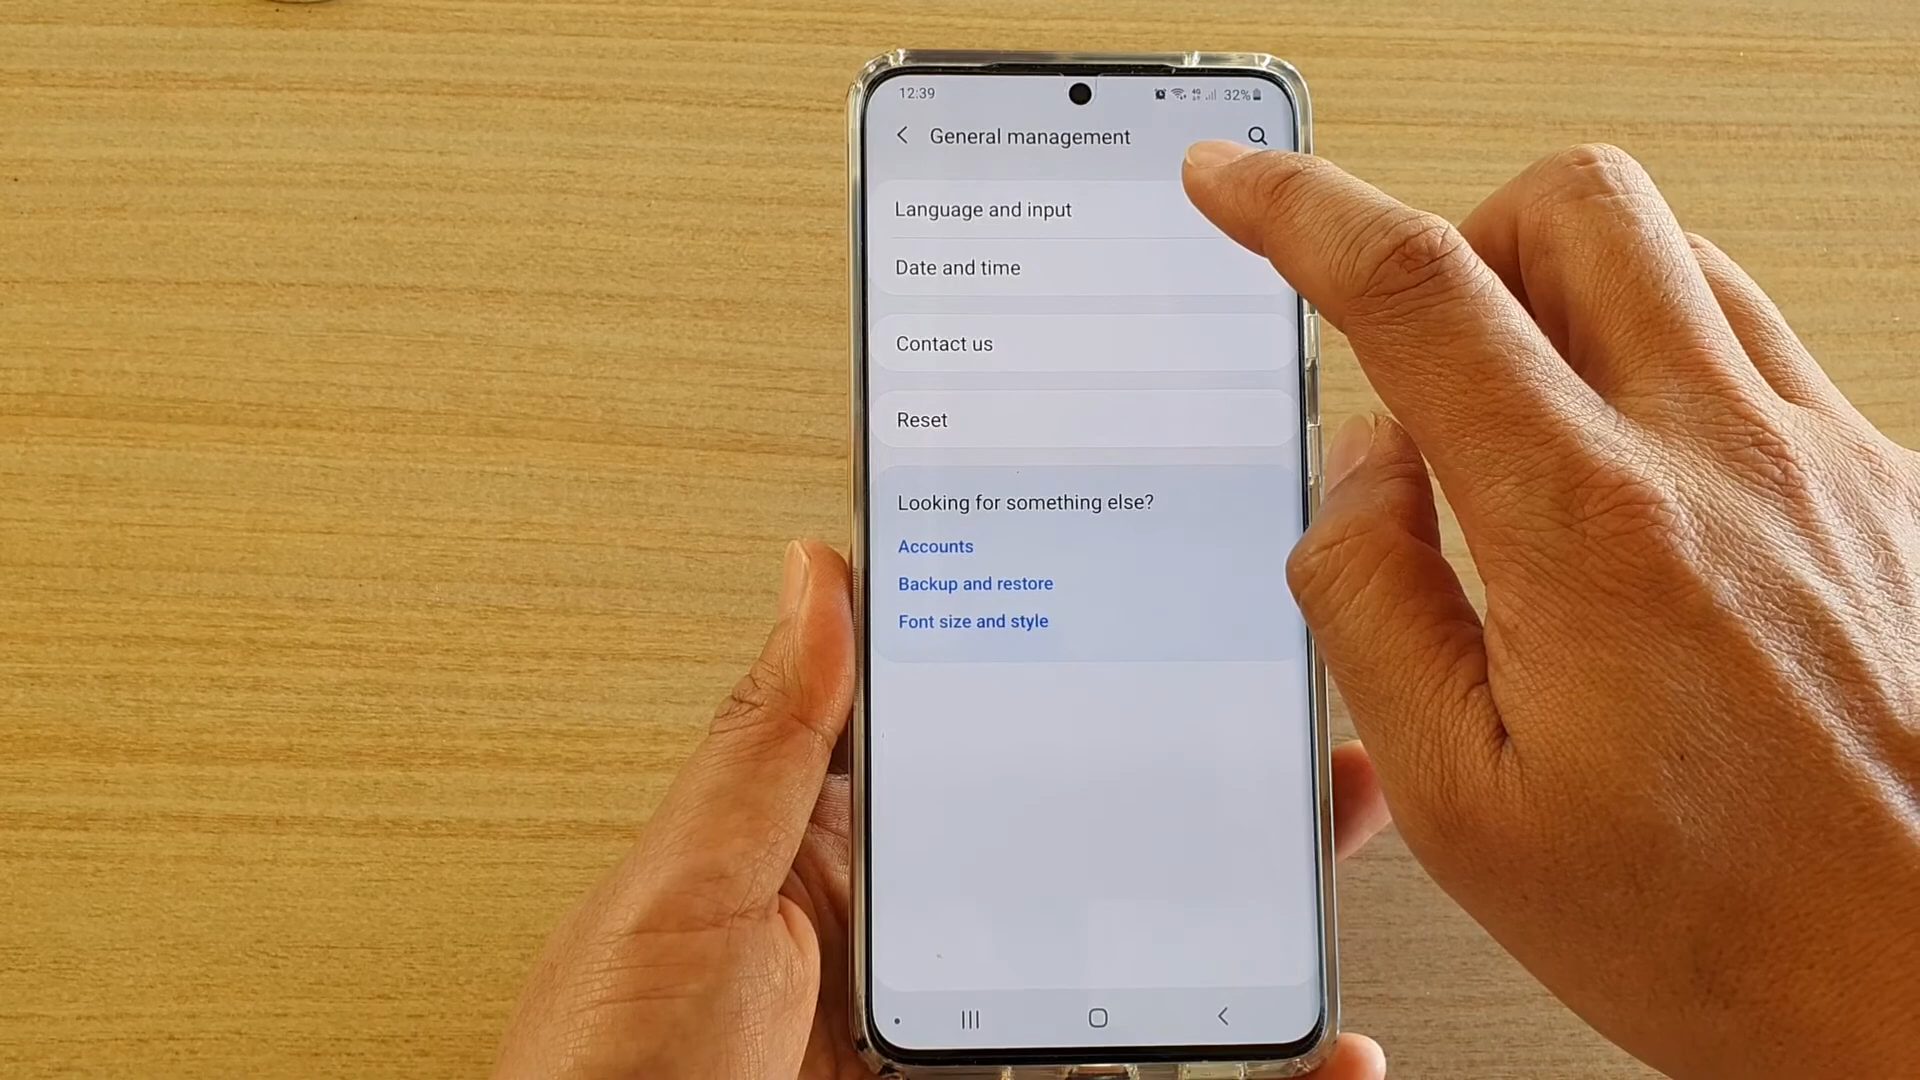 12:39
4G
32%
General management
Language and input
Date and time
Contact us
Reset
Looking for something else?
Accounts
Backup and restore
Font size and style